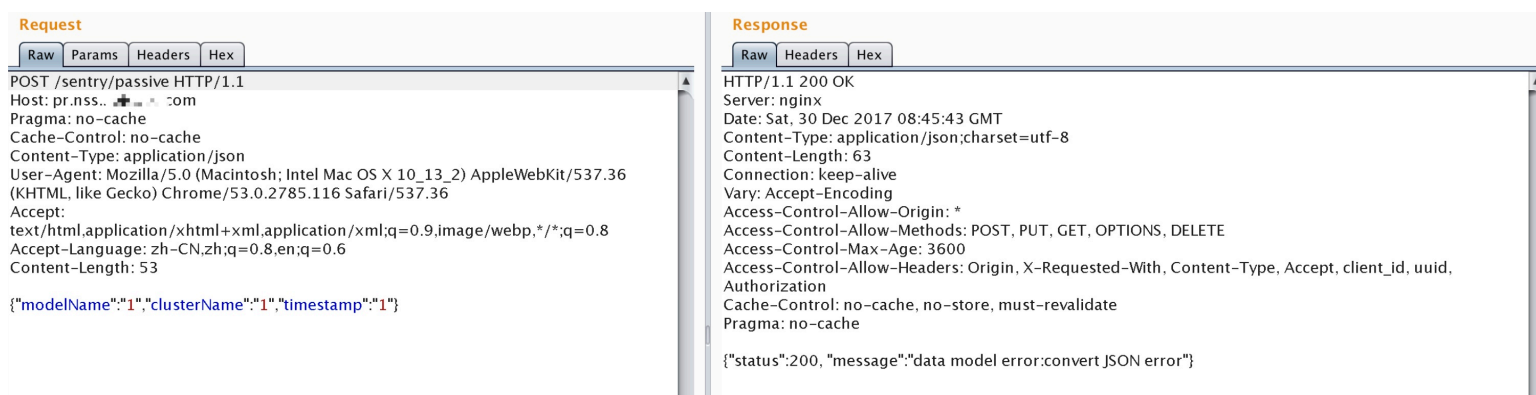 Request
Raw Params Headers Hex
POST /sentry/passive HTTP/1.1
Host: pr.nss.. com
Pragma: no-cache
Cache-Control: no-cache
Content-Type: application/json
User-Agent: Mozilla/5.0 (Macintosh; Intel Mac OS X 10_13_2) AppleWebKit/537.36
(KHTML, like Gecko) Chrome/53.0.2785.116 Safari/537.36
Accept:
text/html,application/xhtml+xml,application/xml;q=0.9,image/webp,*/*;q=0.8
Accept-Language: zh-CN,zh;q=0.8,en;q=0.6
Content-Length: 53
{"modelName":"1","clusterName":"1","timestamp":"1"}
Response
Raw Headers Hex
HTTP/1.1 200 OK
Server: nginx
Date: Sat, 30 Dec 2017 08:45:43 GMT
Content-Type: application/json;charset=utf-8
Content-Length: 63
Connection: keep-alive
Vary: Accept-Encoding
Access-Control-Allow-Origin: *
Access-Control-Allow-Methods: POST, PUT, GET, OPTIONS, DELETE
Access-Control-Max-Age: 3600
Access-Control-Allow-Headers: Origin, X-Requested-With, Content-Type, Accept, client_id, uuid,
Authorization
Cache-Control: no-cache, no-store, must-revalidate
Pragma: no-cache
{"status":200, "message":"data model error:convert JSON error"}